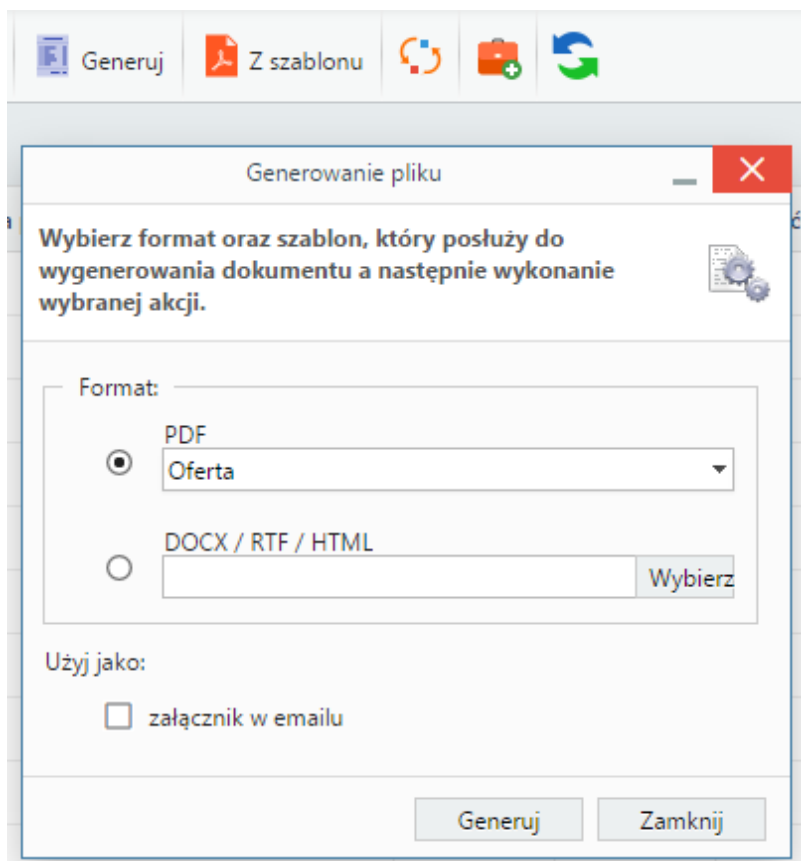 Generuj
Z szablonu
Generowanie pliku
Wybierz format oraz szablon, który posłuży do
wygenerowania dokumentu a następnie wykonanie
wybranej akcji.
Format:
PDF
Oferta
DOCX / RTF / HTML
Wybierz
Użyj jako:
załącznik w emailu
Generuj
Zamknij